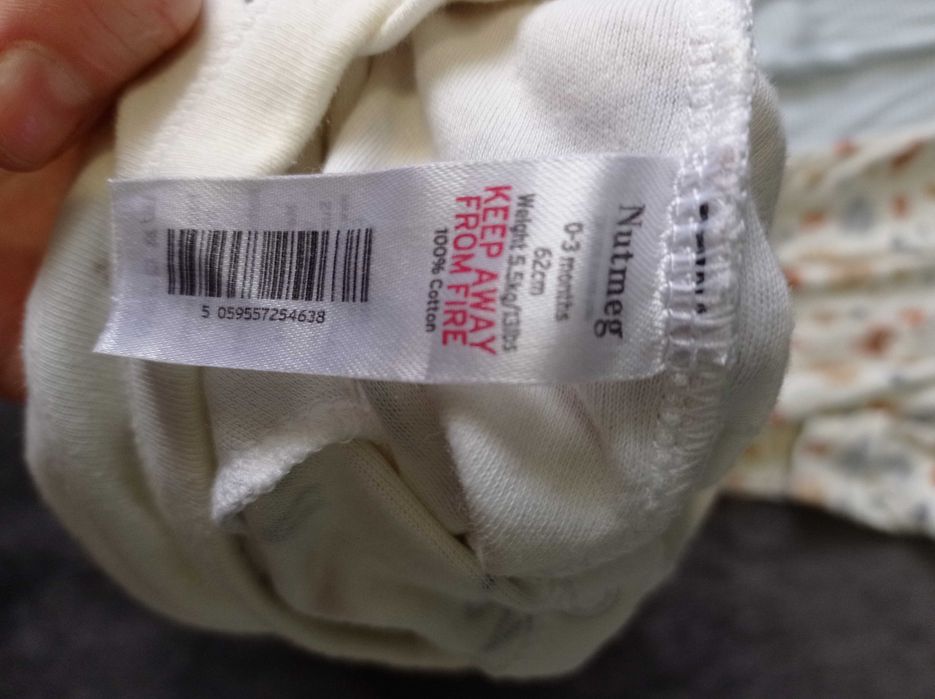 Nutmeg
0-3 months
62cm
Weight 5.5kg/13lbs
KEEP AWAY
FROM FIRE
100% Cotton
5 059557254638